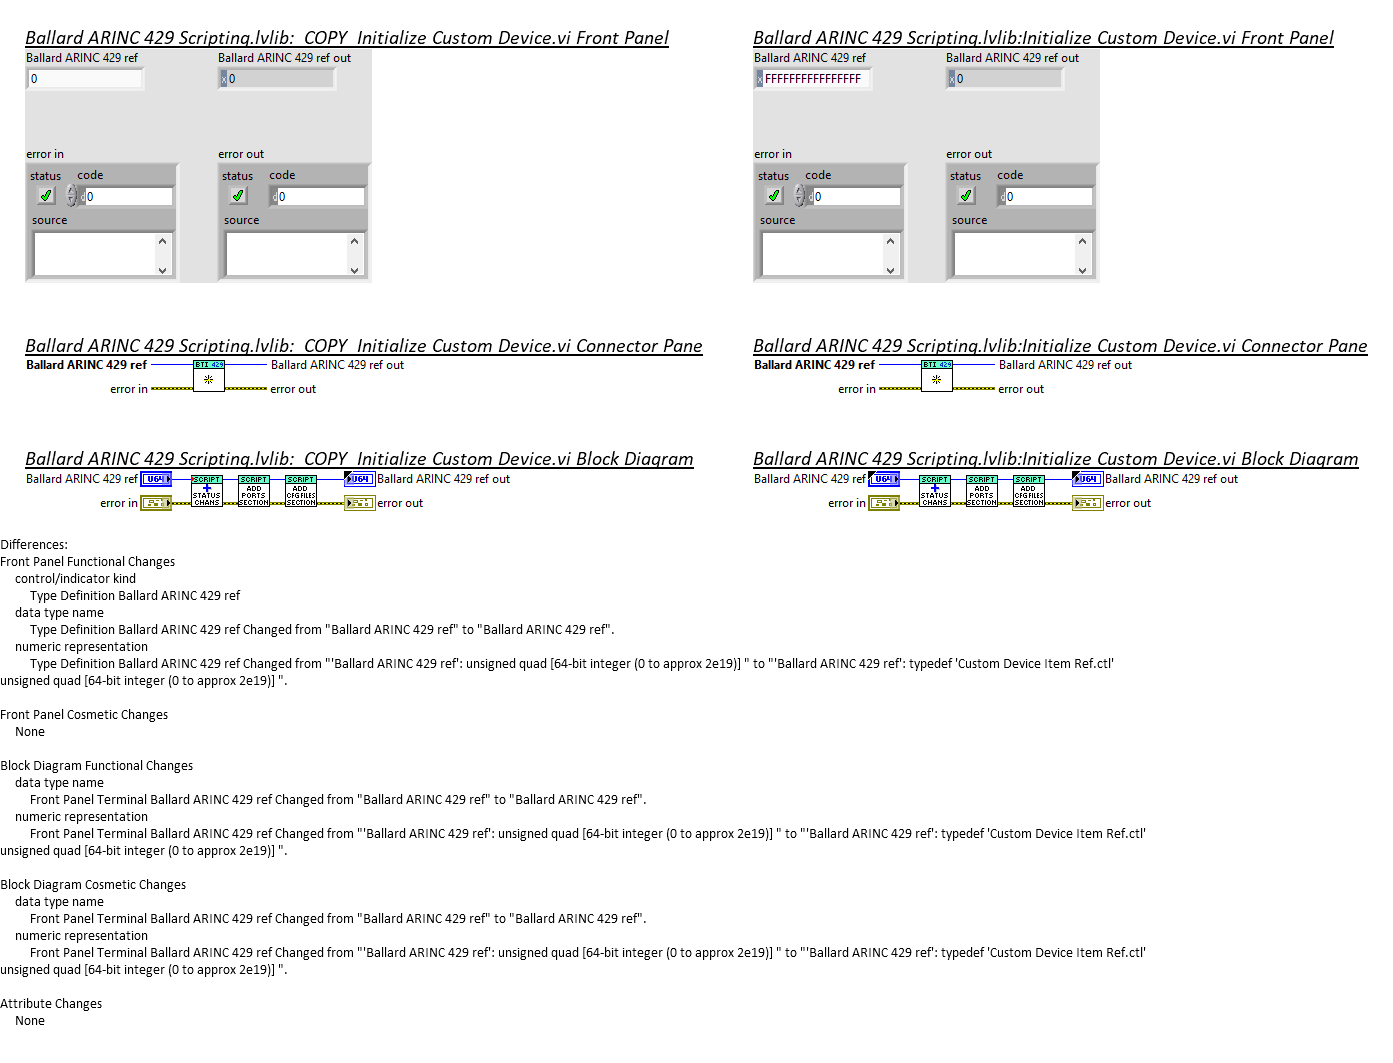 Ballard ARINC 429 Scripting.lvlib:  COPY  Initialize Custom Device.vi Front Panel
Ballard ARINC 429 Scripting.lvlib:Initialize Custom Device.vi Front Panel
Ballard ARINC 429 ref
Ballard ARINC 429 ref out
Ballard ARINC 429 ref
Ballard ARINC 429 ref out
0
x 0
x FFFFFFFFFFFFFFFF
x 0
error in
error out
error in
error out
status code
status code
status code
status code
d 0
d 0
d 0
d 0
source
source
source
source
Ballard ARINC 429 Scripting.lvlib:  COPY  Initialize Custom Device.vi Connector Pane
Ballard ARINC 429 Scripting.lvlib:Initialize Custom Device.vi Connector Pane
Ballard ARINC 429 ref
BTI 429
Ballard ARINC 429 ref out
Ballard ARINC 429 ref
BTI 429
Ballard ARINC 429 ref out
error in
error out
error in
error out
Ballard ARINC 429 Scripting.lvlib:  COPY  Initialize Custom Device.vi Block Diagram
Ballard ARINC 429 Scripting.lvlib:Initialize Custom Device.vi Block Diagram
Ballard ARINC 429 ref
U64
SCRIPT
SCRIPT
SCRIPT
U64
Ballard ARINC 429 ref out
Ballard ARINC 429 ref
U64
SCRIPT
SCRIPT
SCRIPT
U64
Ballard ARINC 429 ref out
+ STATUS CHANS
ADD PORTS SECTION
ADD CFG FILES SECTION
+ STATUS CHANS
ADD PORTS SECTION
ADD CFG FILES SECTION
error in
error out
error in
error out
Differences:
Front Panel Functional Changes
control/indicator kind
Type Definition Ballard ARINC 429 ref
data type name
Type Definition Ballard ARINC 429 ref Changed from "Ballard ARINC 429 ref" to "Ballard ARINC 429 ref".
numeric representation
Type Definition Ballard ARINC 429 ref Changed from "'Ballard ARINC 429 ref': unsigned quad [64-bit integer (0 to approx 2e19)] " to "'Ballard ARINC 429 ref': typedef 'Custom Device Item Ref.ctl'
unsigned quad [64-bit integer (0 to approx 2e19)] ".
Front Panel Cosmetic Changes
None
Block Diagram Functional Changes
data type name
Front Panel Terminal Ballard ARINC 429 ref Changed from "Ballard ARINC 429 ref" to "Ballard ARINC 429 ref".
numeric representation
Front Panel Terminal Ballard ARINC 429 ref Changed from "'Ballard ARINC 429 ref': unsigned quad [64-bit integer (0 to approx 2e19)] " to "'Ballard ARINC 429 ref': typedef 'Custom Device Item Ref.ctl'
unsigned quad [64-bit integer (0 to approx 2e19)] ".
Block Diagram Cosmetic Changes
data type name
Front Panel Terminal Ballard ARINC 429 ref Changed from "Ballard ARINC 429 ref" to "Ballard ARINC 429 ref".
numeric representation
Front Panel Terminal Ballard ARINC 429 ref Changed from "'Ballard ARINC 429 ref': unsigned quad [64-bit integer (0 to approx 2e19)] " to "'Ballard ARINC 429 ref': typedef 'Custom Device Item Ref.ctl'
unsigned quad [64-bit integer (0 to approx 2e19)] ".
Attribute Changes
None